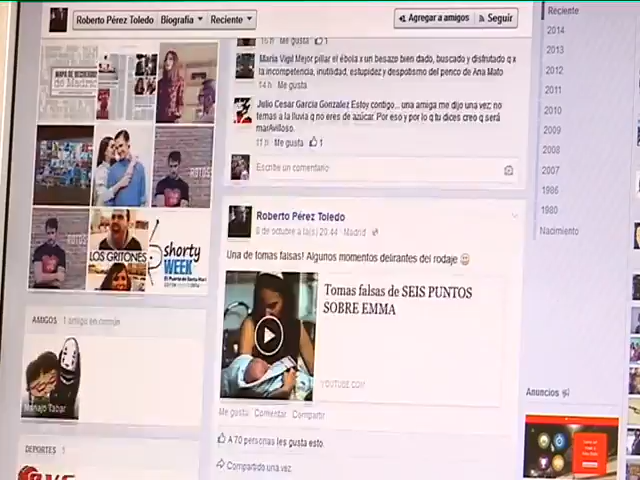 Roberto Pérez Toledo
Biografía
Reciente
Agregar a amigos
Seguir
Reciente
2014
2013
2012
2011
2010
2009
2008
2007
1986
1980
Nacimiento
Me gusta 1
María Vigil Mejor pillar el ébola x un besazo bien dado, buscado y disfrutado q x
la incompetencia, inutilidad, estupidez y despotismo del penco de Ana Mato
14 h Me gusta
Julio Cesar Garcia Gonzalez Estoy contigo... una amiga me dijo una vez: no
temas a la lluvia q no eres de azúcar. Por eso y por lo q tu dices creo q será
marAvilloso.
11 h Me gusta 1
Escribe un comentario
LOS GRITONES
shorty
WEEK
Roberto Pérez Toledo
20:44 Madrid
Una de tomas falsas! Algunos momentos delirantes del rodaje
Tomas falsas de SEIS PUNTOS
SOBRE EMMA
YOUTUBE.COM
Me gusta Comentar Compartir
A 70 personas les gusta esto.
Compartido una vez
AMIGOS 1 amigo en común
Tabar
DEPORTES 5
Anuncios